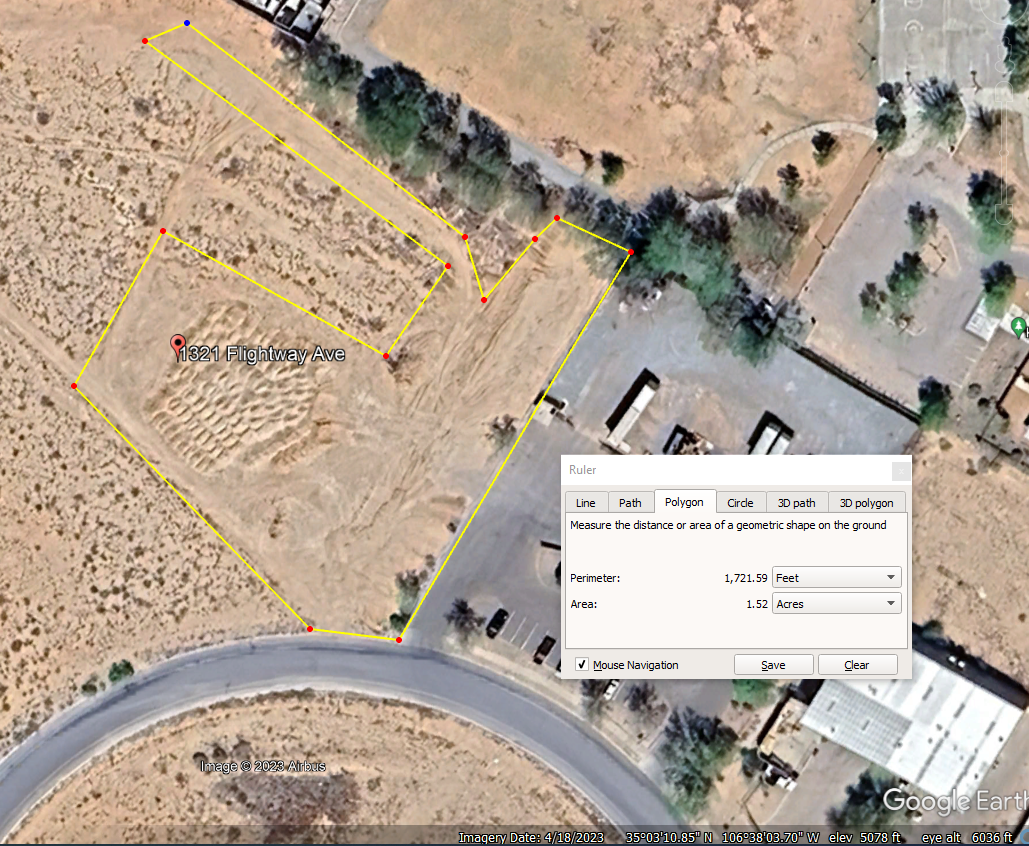 1321 Flightway Ave
Ruler
Line Path Polygon Circle 3D path 3D polygon
Measure the distance or area of a geometric shape on the ground
Perimeter: 1,721.59 Feet
Area: 1.52 Acres
Mouse Navigation Save Clear
Image © 2023 Airbus
Google Earth
Imagery Date: 4/18/2023 35°03'10.85" N 106°38'03.70" W elev 5078 ft eye alt 6036 ft